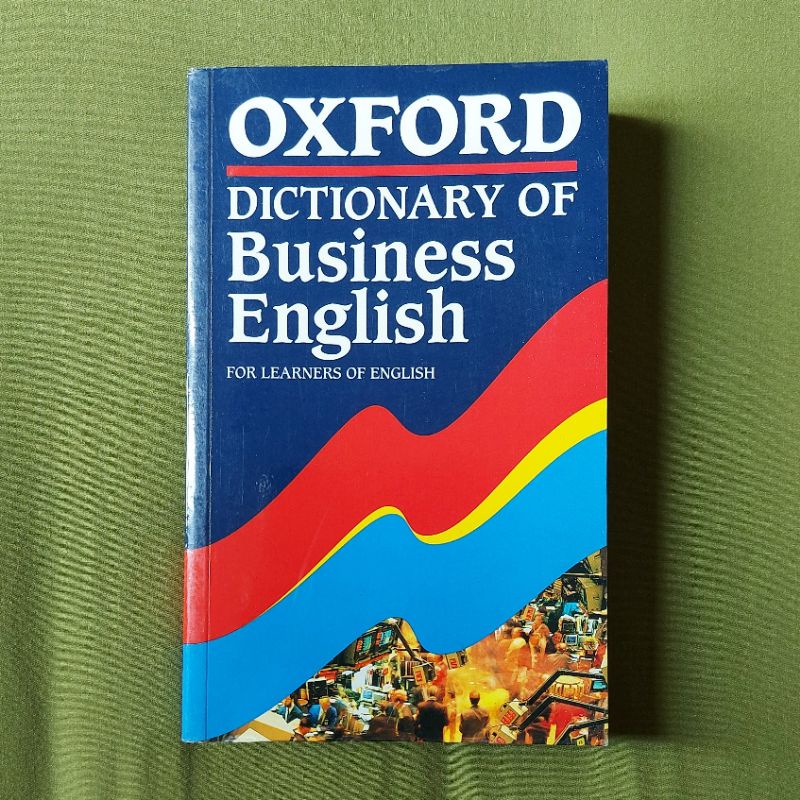 OXFORD
DICTIONARY OF
Business
English
FOR LEARNERS OF ENGLISH